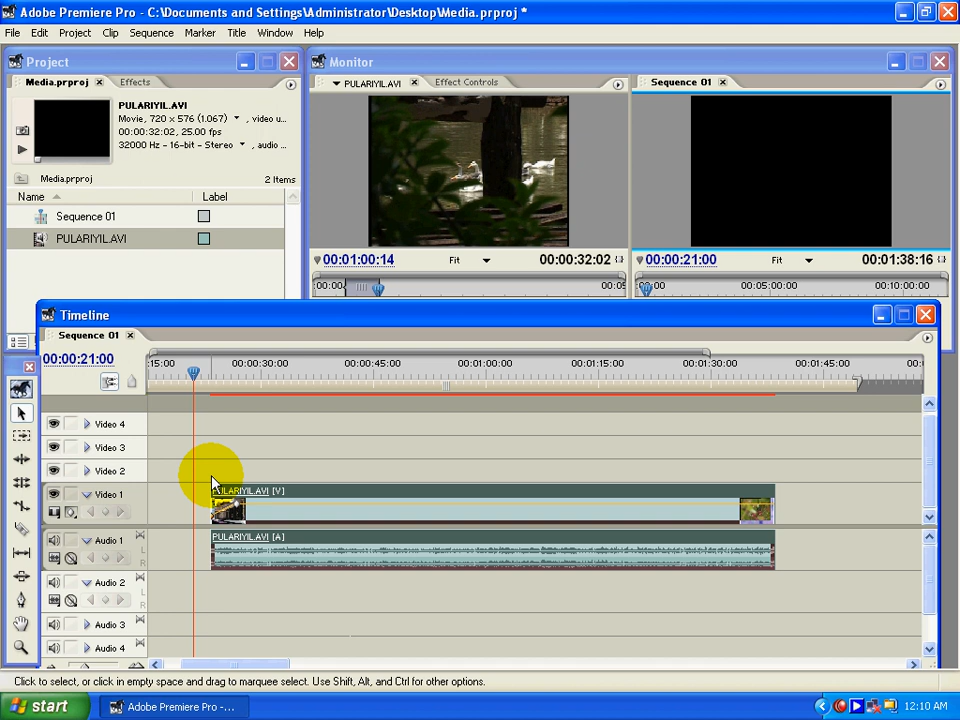 Adobe Premiere Pro - C:\Documents and Settings\Administrator\Desktop\Media.prproj *
File Edit Project Clip Sequence Marker Title Window Help
Project
Media.prproj Effects
PULARIYIL.AVI
Movie, 720 x 576 (1.067) , video u...
00:00:32:02, 25.00 fps
32000 Hz - 16-bit - Stereo , audio ...
Media.prproj 2 Items
Name Label
Sequence 01
PULARIYIL.AVI
Monitor
PULARIYIL.AVI Effect Controls Sequence 01
00:01:00:14 Fit 00:00:32:02 00:00:21:00 Fit 00:01:38:16
00:05:00:00 00:10:00:00
Timeline
Sequence 01
00:00:21:00 :15:00 00:00:30:00 00:00:45:00 00:01:00:00 00:01:15:00 00:01:30:00 00:01:45:00
Video 4
Video 3
Video 2
Video 1 PULARIYIL.AVI [V]
Audio 1 PULARIYIL.AVI [A]
L
R
Audio 2
L
R
Audio 3
Audio 4
Click to select, or click in empty space and drag to marquee select. Use Shift, Alt, and Ctrl for other options.
start Adobe Premiere Pro -... 12:10 AM